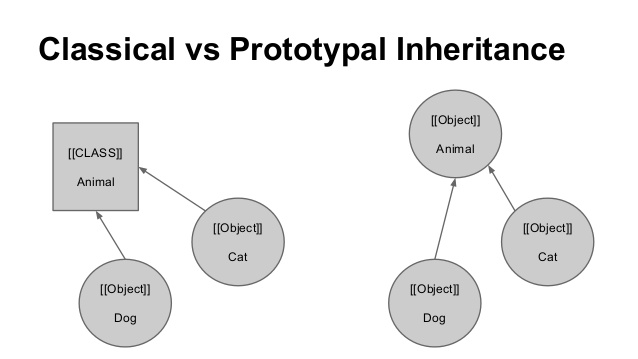 Classical vs Prototypal Inheritance
[[CLASS]]
Animal
[[Object]]
Cat
[[Object]]
Dog
[[Object]]
Animal
[[Object]]
Cat
[[Object]]
Dog